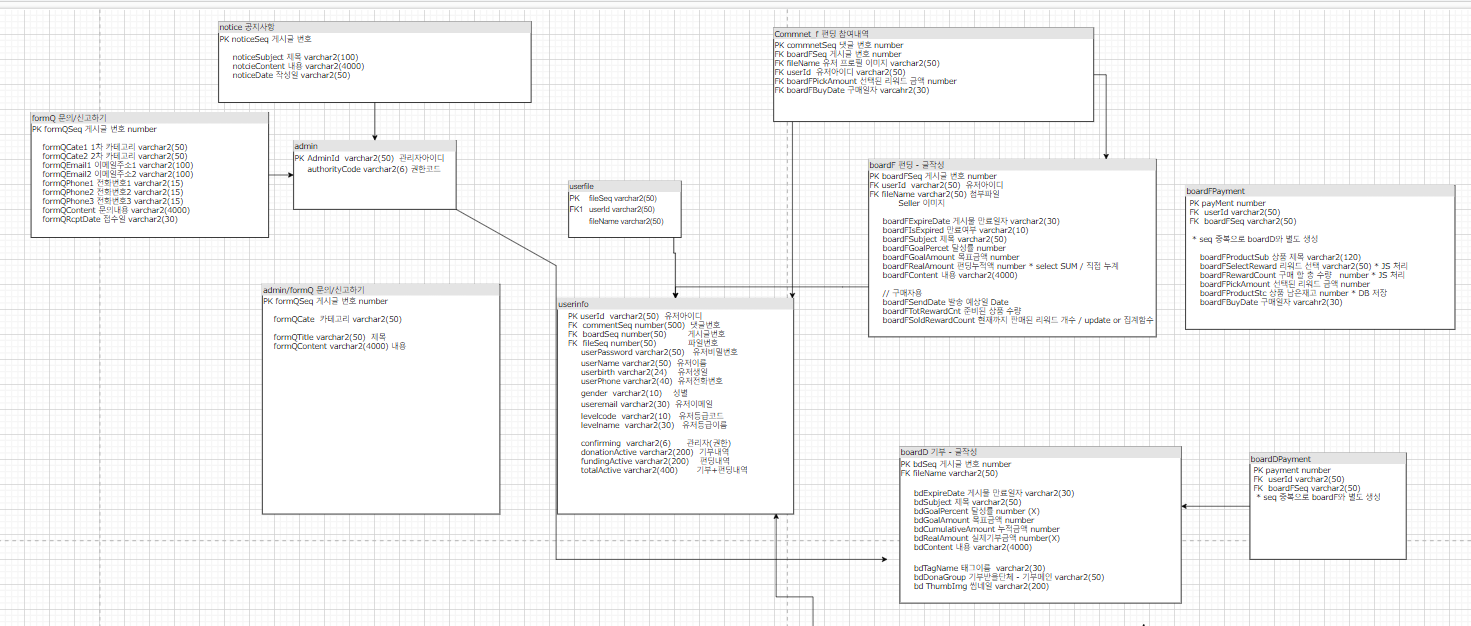 notice 공지사항
PK noticeSeq 게시글 번호
noticeSubject 제목 varchar2(100)
notcieContent 내용 varchar2(4000)
noticeDate 작성일 varchar2(50)
Commnet_f 펀딩 참여내역
PK commnetSeq 댓글 번호 number
FK boardFSeq 게시글 번호 number
FK fileName 유저 프로필 이미지 varchar2(50)
FK userId 유저아이디 varchar2(50)
FK boardFPickAmount 선택된 리워드 금액 number
FK boardFBuyDate 구매일자 varcahr2(30)
formQ 문의/신고하기
PK formQSeq 게시글 번호 number
formQCate1 1차 카테고리 varchar2(50)
formQCate2 2차 카테고리 varchar2(50)
formQEmail1 이메일주소1 varchar2(100)
formQEmail2 이메일주소2 varchar2(100)
formQPhone1 전화번호1 varchar2(15)
formQPhone2 전화번호2 varchar2(15)
formQPhone3 전화번호3 varchar2(15)
formQContent 문의내용 varchar2(4000)
formQRcptDate 접수일 varchar2(30)
admin
PK AdminId varchar2(50) 관리자아이디
authorityCode varchar2(6) 권한코드
userfile
PK fileSeq varchar2(50)
FK1 userId varchar2(50)
fileName varchar2(50)
boardF 펀딩 - 글작성
PK boardFSeq 게시글 번호 number
FK userId varchar2(50) 유저아이디
FK fileName varchar2(50) 첨부파일
Seller 이미지
boardFExpireDate 게시물 만료일자 varchar2(30)
boardFIsExpired 만료여부 varchar2(10)
boardFSubject 제목 varchar2(50)
boardFGoalPercet 달성률 number
boardFGoalAmount 목표금액 number
boardFRealAmount 펀딩누적액 number * select SUM / 직접 누계
boardFContent 내용 varchar2(4000)
// 구매자용
boardFSendDate 발송 예상일 Date
boardFTotRewardCnt 준비된 상품 수량
boardFSoldRewardCount 현재까지 판매된 리워드 개수 / update or 집계함수
boardFPayment
PK payMent number
FK userId varchar2(50)
FK boardFSeq varchar2(50)
* seq 중복으로 boardD와 별도 생성
boardFProductSub 상품 제목 varchar2(120)
boardFSelectReward 리워드 선택 varchar2(50) * JS 처리
boardFRewardCount 구매 할 총 수량 number * JS 처리
boardFPickAmount 선택된 리워드 금액 number
boardFProductStc 상품 남은재고 number * DB 저장
boardFBuyDate 구매일자 varcahr2(30)
admin/formQ 문의/신고하기
PK formQSeq 게시글 번호 number
formQCate 카테고리 varchar2(50)
formQTitle varchar2(50) 제목
formQContent varchar2(4000) 내용
userinfo
PK userId varchar2(50) 유저아이디
FK commentSeq number(500) 댓글번호
FK boardSeq number(50) 게시글번호
FK fileSeq number(50) 파일번호
userPassword varchar2(50) 유저비밀번호
userName varchar2(50) 유저이름
userbirth varchar2(24) 유저생일
userPhone varchar2(40) 유저전화번호
gender varchar2(10) 성별
useremail varchar2(30) 유저이메일
levelcode varchar2(10) 유저등급코드
levelname varchar2(30) 유저등급이름
confirming varchar2(6) 관리자(권한)
donationActive varchar2(200) 기부내역
fundingActive varchar2(200) 펀딩내역
totalActive varchar2(400) 기부+펀딩내역
boardD 기부 - 글작성
PK bdSeq 게시글 번호 number
FK fileName varchar2(50)
bdExpireDate 게시물 만료일자 varchar2(30)
bdSubject 제목 varchar2(50)
bdGoalPercent 달성률 number (X)
bdGoalAmount 목표금액 number
bdCumulativeAmount 누적금액 number
bdRealAmount 실제기부금액 number(X)
bdContent 내용 varchar2(4000)
bdTagName 태그이름 varchar2(30)
bdDonaGroup 기부받을단체 - 기부메인 varchar2(50)
bd ThumbImg 썸네일 varchar2(200)
boardDPayment
PK payment number
FK userId varchar2(50)
FK boardFSeq varchar2(50)
* seq 중복으로 boardF와 별도 생성